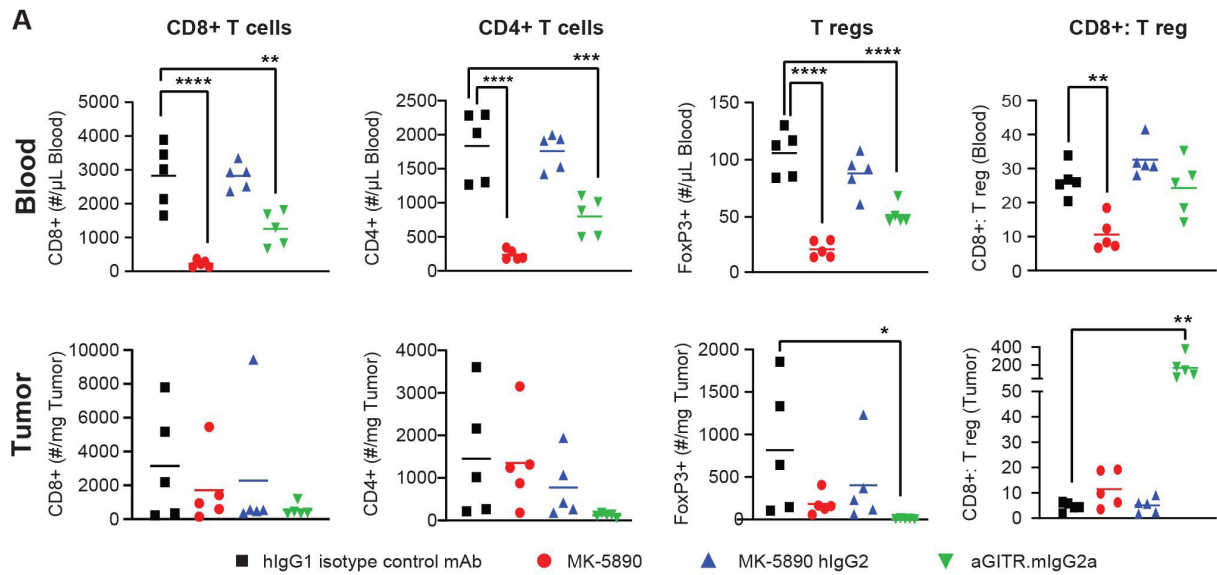 A
CD8+ T cells
CD4+ T cells
T regs
CD8+: T reg
Blood
CD8+ (#/µL Blood)
5000
4000
3000
2000
1000
0
****
**
CD4+ (#/µL Blood)
2500
2000
1500
1000
500
0
****
***
FoxP3+ (#/µL Blood)
150
100
50
0
****
****
CD8+: T reg (Blood)
50
40
30
20
10
0
**
Tumor
CD8+ (#/mg Tumor)
10000
8000
6000
4000
2000
0
CD4+ (#/mg Tumor)
4000
3000
2000
1000
0
FoxP3+ (#/mg Tumor)
2000
1500
1000
500
0
*
CD8+: T reg (Tumor)
400
200
50
40
30
20
10
0
**
hIgG1 isotype control mAb
MK-5890
MK-5890 hIgG2
aGITR.mIgG2a